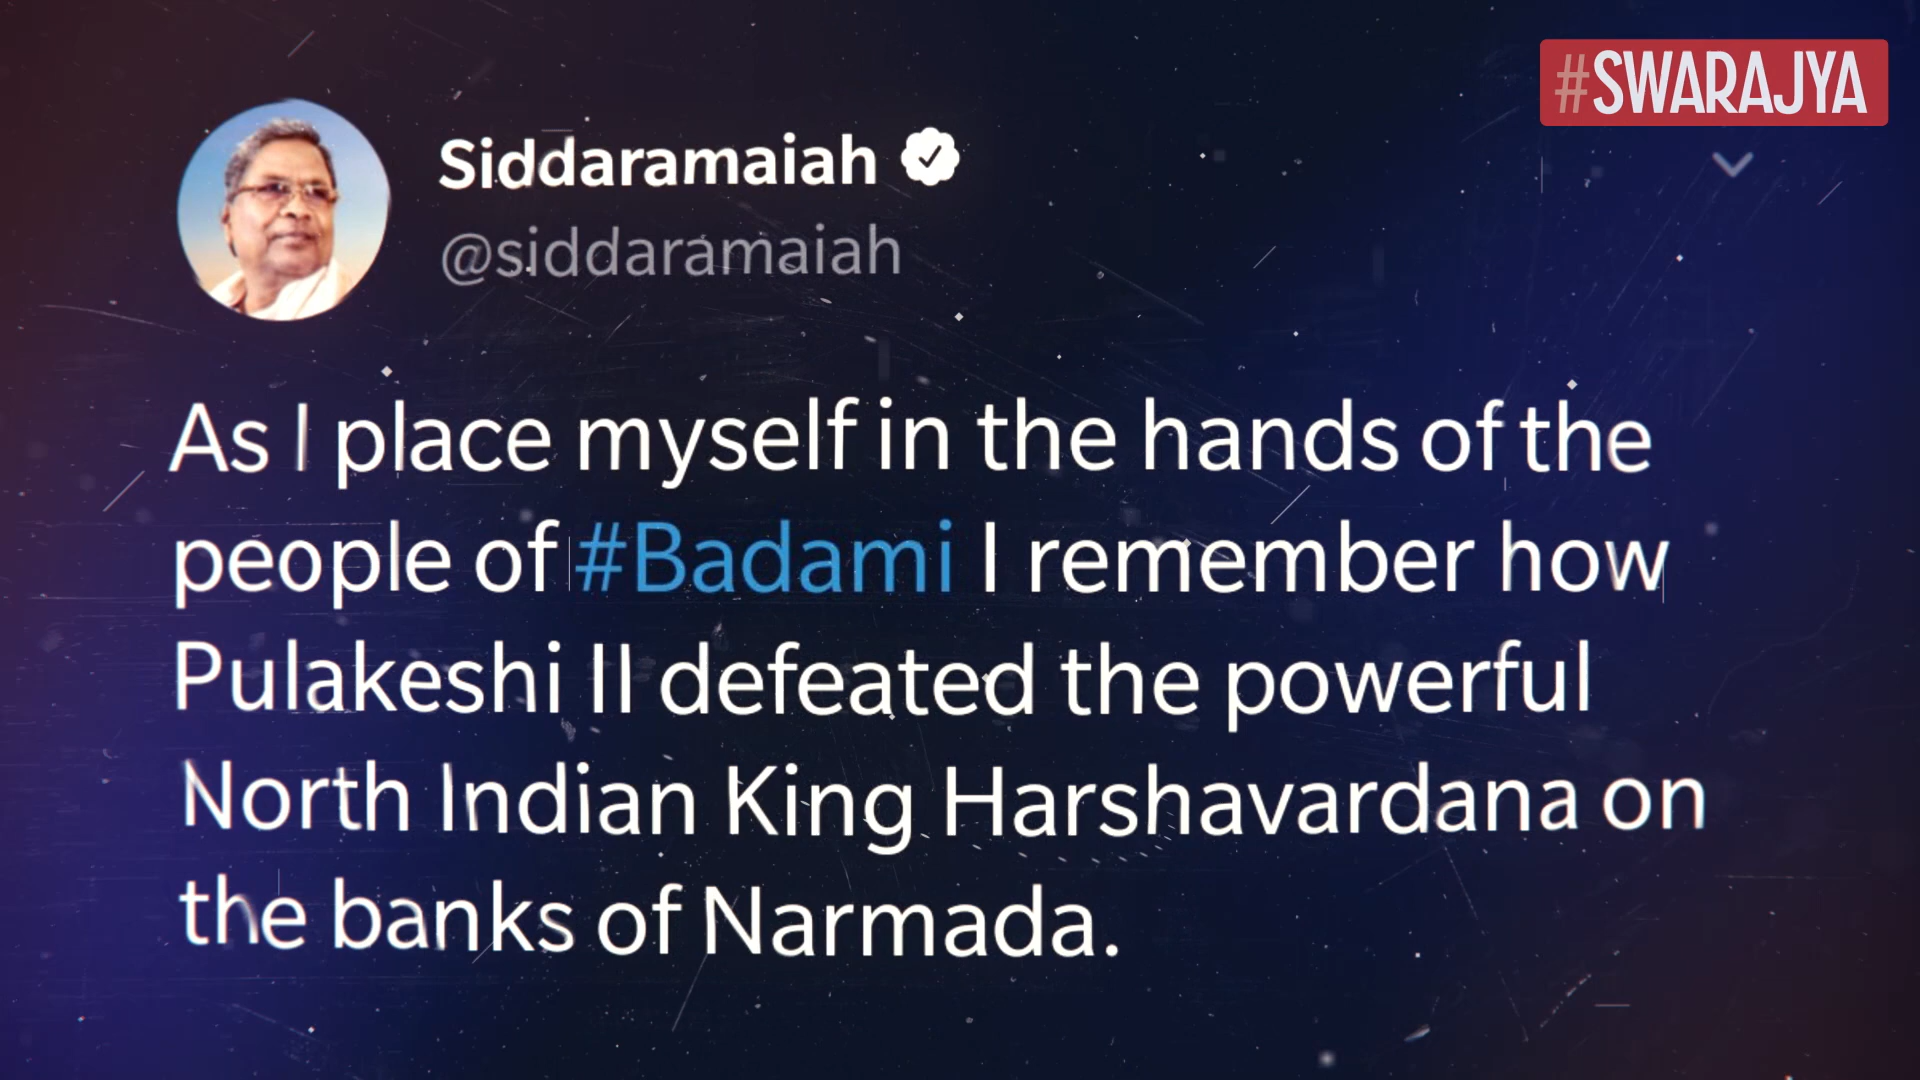 #SWARAJYA
Siddaramaiah
@siddaramaiah
As I place myself in the hands of the
people of #Badami I remember how
Pulakeshi II defeated the powerful
North Indian King Harshavardana on
the banks of Narmada.